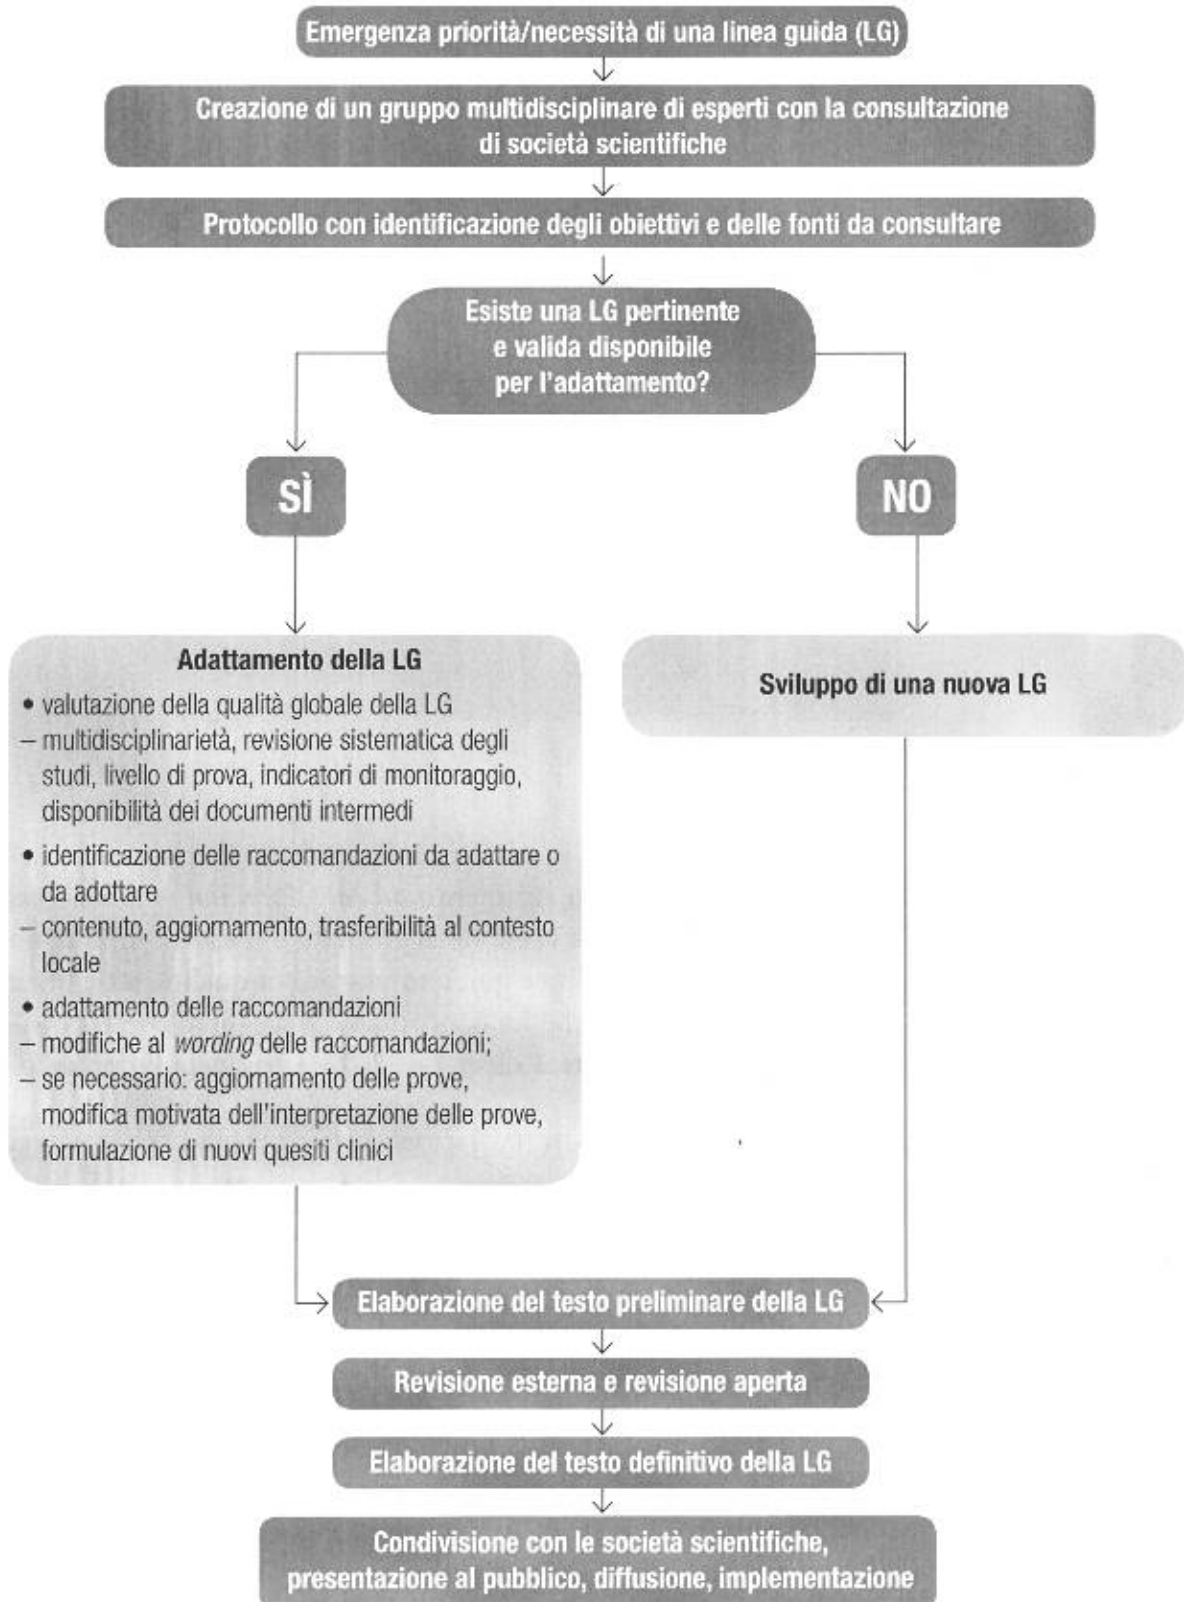 Emergenza priorità/necessità di una linea guida (LG)
Creazione di un gruppo multidisciplinare di esperti con la consultazione
di società scientifiche
Protocollo con identificazione degli obiettivi e delle fonti da consultare
Esiste una LG pertinente
e valida disponibile
per l'adattamento?
SÌ
NO
Adattamento della LG
• valutazione della qualità globale della LG
– multidisciplinarietà, revisione sistematica degli
studi, livello di prova, indicatori di monitoraggio,
disponibilità dei documenti intermedi
• identificazione delle raccomandazioni da adattare o
da adottare
– contenuto, aggiornamento, trasferibilità al contesto
locale
• adattamento delle raccomandazioni
– modifiche al wording delle raccomandazioni;
– se necessario: aggiornamento delle prove,
modifica motivata dell'interpretazione delle prove,
formulazione di nuovi quesiti clinici
Sviluppo di una nuova LG
Elaborazione del testo preliminare della LG
Revisione esterna e revisione aperta
Elaborazione del testo definitivo della LG
Condivisione con le società scientifiche,
presentazione al pubblico, diffusione, implementazione